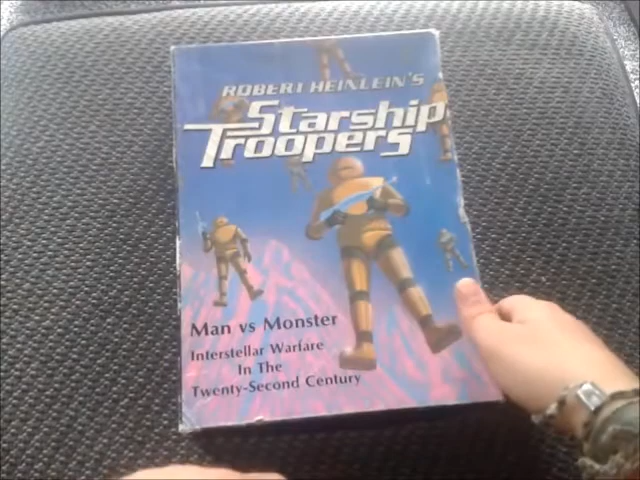 ROBERT HEINLEIN'S
Starship
Troopers
Man vs Monster
Interstellar Warfare
In The
Twenty-Second Century